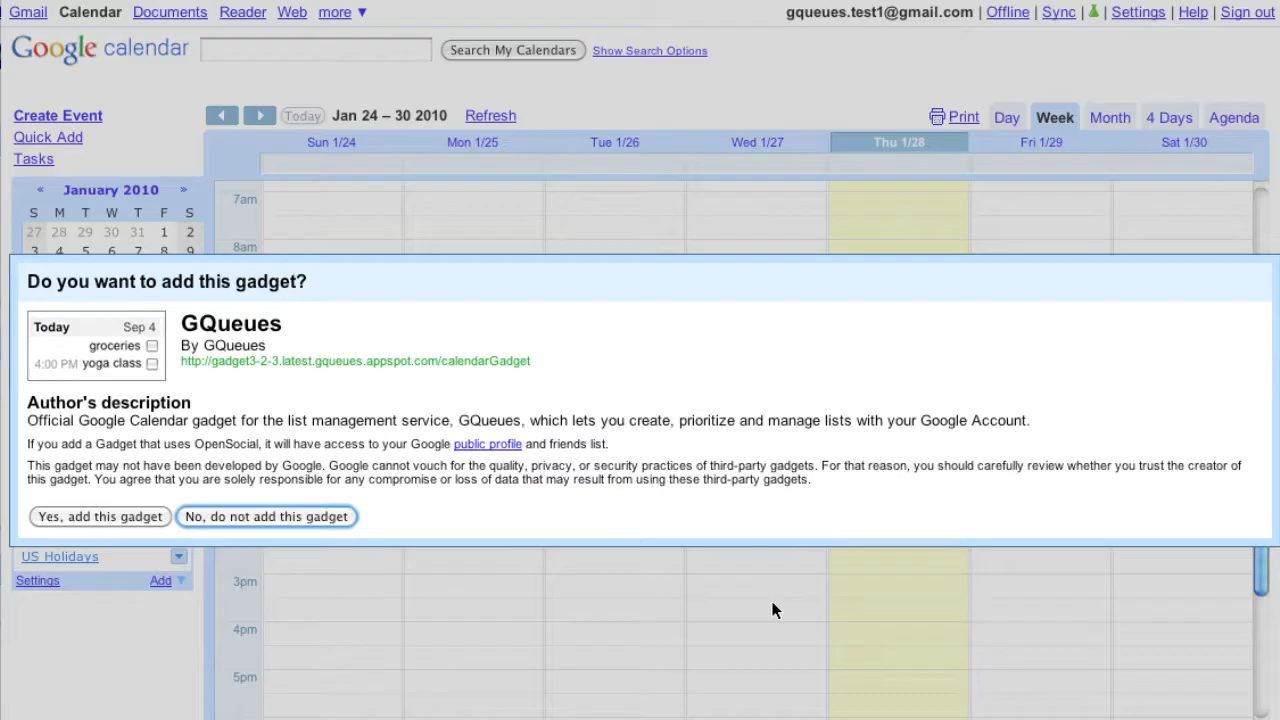 Gmail Calendar Documents Reader Web more ▼ gqueues.test1@gmail.com | Offline | Sync | | Settings | Help | Sign out
Google calendar Search My Calendars Show Search Options
Create Event Today Jan 24 – 30 2010 Refresh Print Day Week Month 4 Days Agenda
Quick Add Sun 1/24 Mon 1/25 Tue 1/26 Wed 1/27 Thu 1/28 Fri 1/29 Sat 1/30
Tasks
« January 2010 »
S M T W T F S
27 28 29 30 31 1 2
3 4 5 6 7 8 9
7am
8am
Do you want to add this gadget?
Today Sep 4
groceries
4:00 PM yoga class
GQueues
By GQueues
http://gadget3-2-3.latest.gqueues.appspot.com/calendarGadget
Author's description
Official Google Calendar gadget for the list management service, GQueues, which lets you create, prioritize and manage lists with your Google Account.
If you add a Gadget that uses OpenSocial, it will have access to your Google public profile and friends list.
This gadget may not have been developed by Google. Google cannot vouch for the quality, privacy, or security practices of third-party gadgets. For that reason, you should carefully review whether you trust the creator of
this gadget. You agree that you are solely responsible for any compromise or loss of data that may result from using these third-party gadgets.
Yes, add this gadget No, do not add this gadget
US Holidays
Settings Add ▼
3pm
4pm
5pm